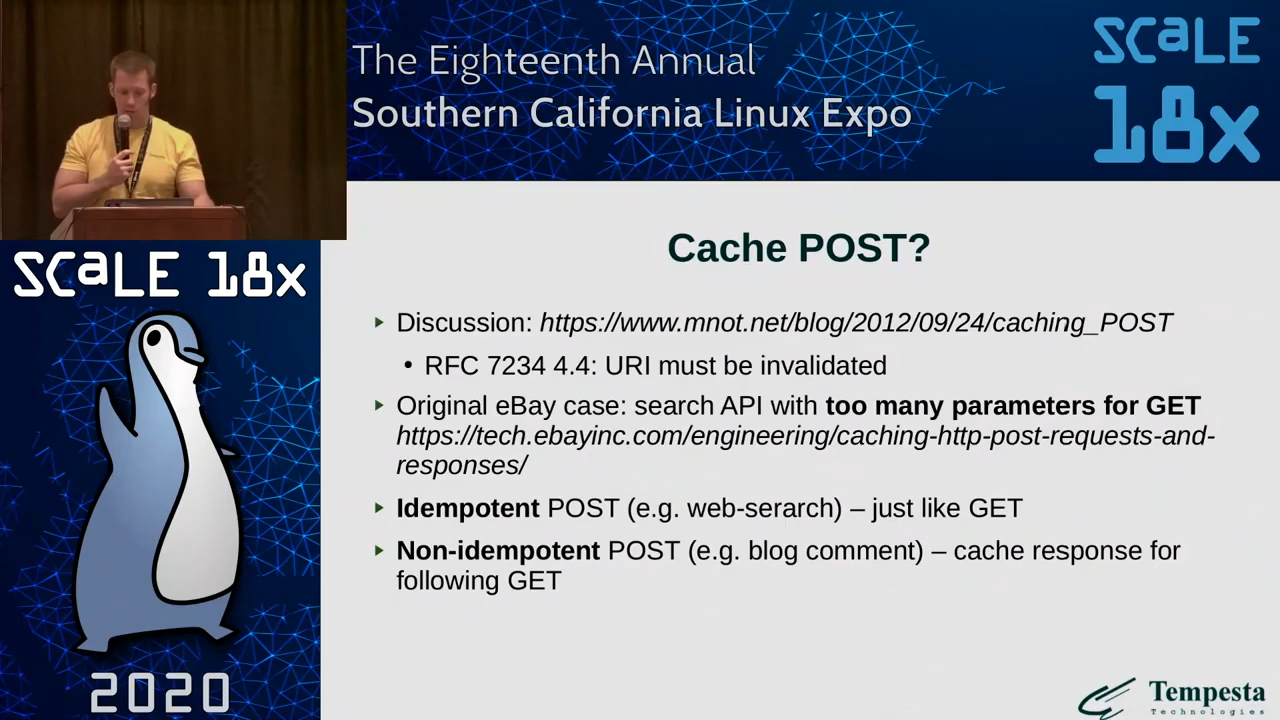 The Eighteenth Annual
Southern California Linux Expo
SCALE
18x
SCALE 18x
2020
Cache POST?
Discussion: https://www.mnot.net/blog/2012/09/24/caching_POST
RFC 7234 4.4: URI must be invalidated
Original eBay case: search API with too many parameters for GET
https://tech.ebayinc.com/engineering/caching-http-post-requests-and-
responses/
Idempotent POST (e.g. web-serarch) – just like GET
Non-idempotent POST (e.g. blog comment) – cache response for
following GET
Tempesta
Technologies